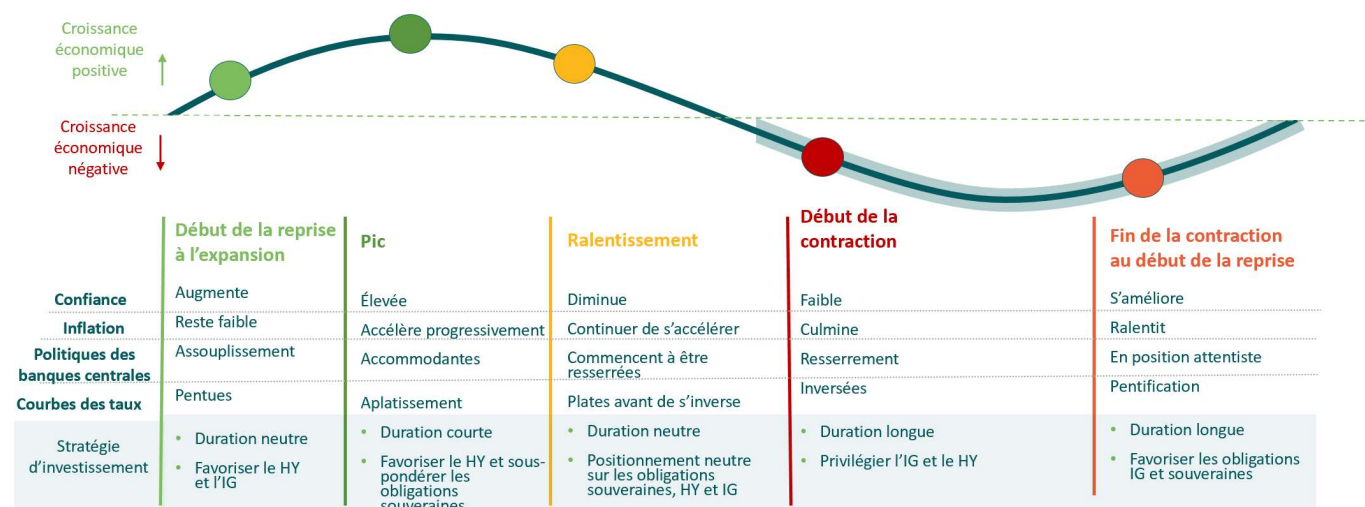 Croissance
économique
positive
Croissance
économique
négative
Début de la reprise
à l’expansion
Pic
Ralentissement
Début de la
contraction
Fin de la contraction
au début de la reprise
Confiance
Augmente
Élevée
Diminue
Faible
S’améliore
Inflation
Reste faible
Accélère progressivement
Continuer de s’accélérer
Culmine
Ralentit
Politiques des
banques centrales
Assouplissement
Accommodantes
Commencent à être
resserrées
Resserrement
En position attentiste
Courbes des taux
Pentues
Aplatissement
Plates avant de s’inverse
Inversées
Pentification
Stratégie
d’investissement
• Duration neutre
• Favoriser le HY
et l’IG
• Duration courte
• Favoriser le HY et sous-
pondérer les
obligations
souveraines
• Duration neutre
• Positionnement neutre
sur les obligations
souveraines, HY et IG
• Duration longue
• Privilégier l’IG et le HY
• Duration longue
• Favoriser les obligations
IG et souveraines